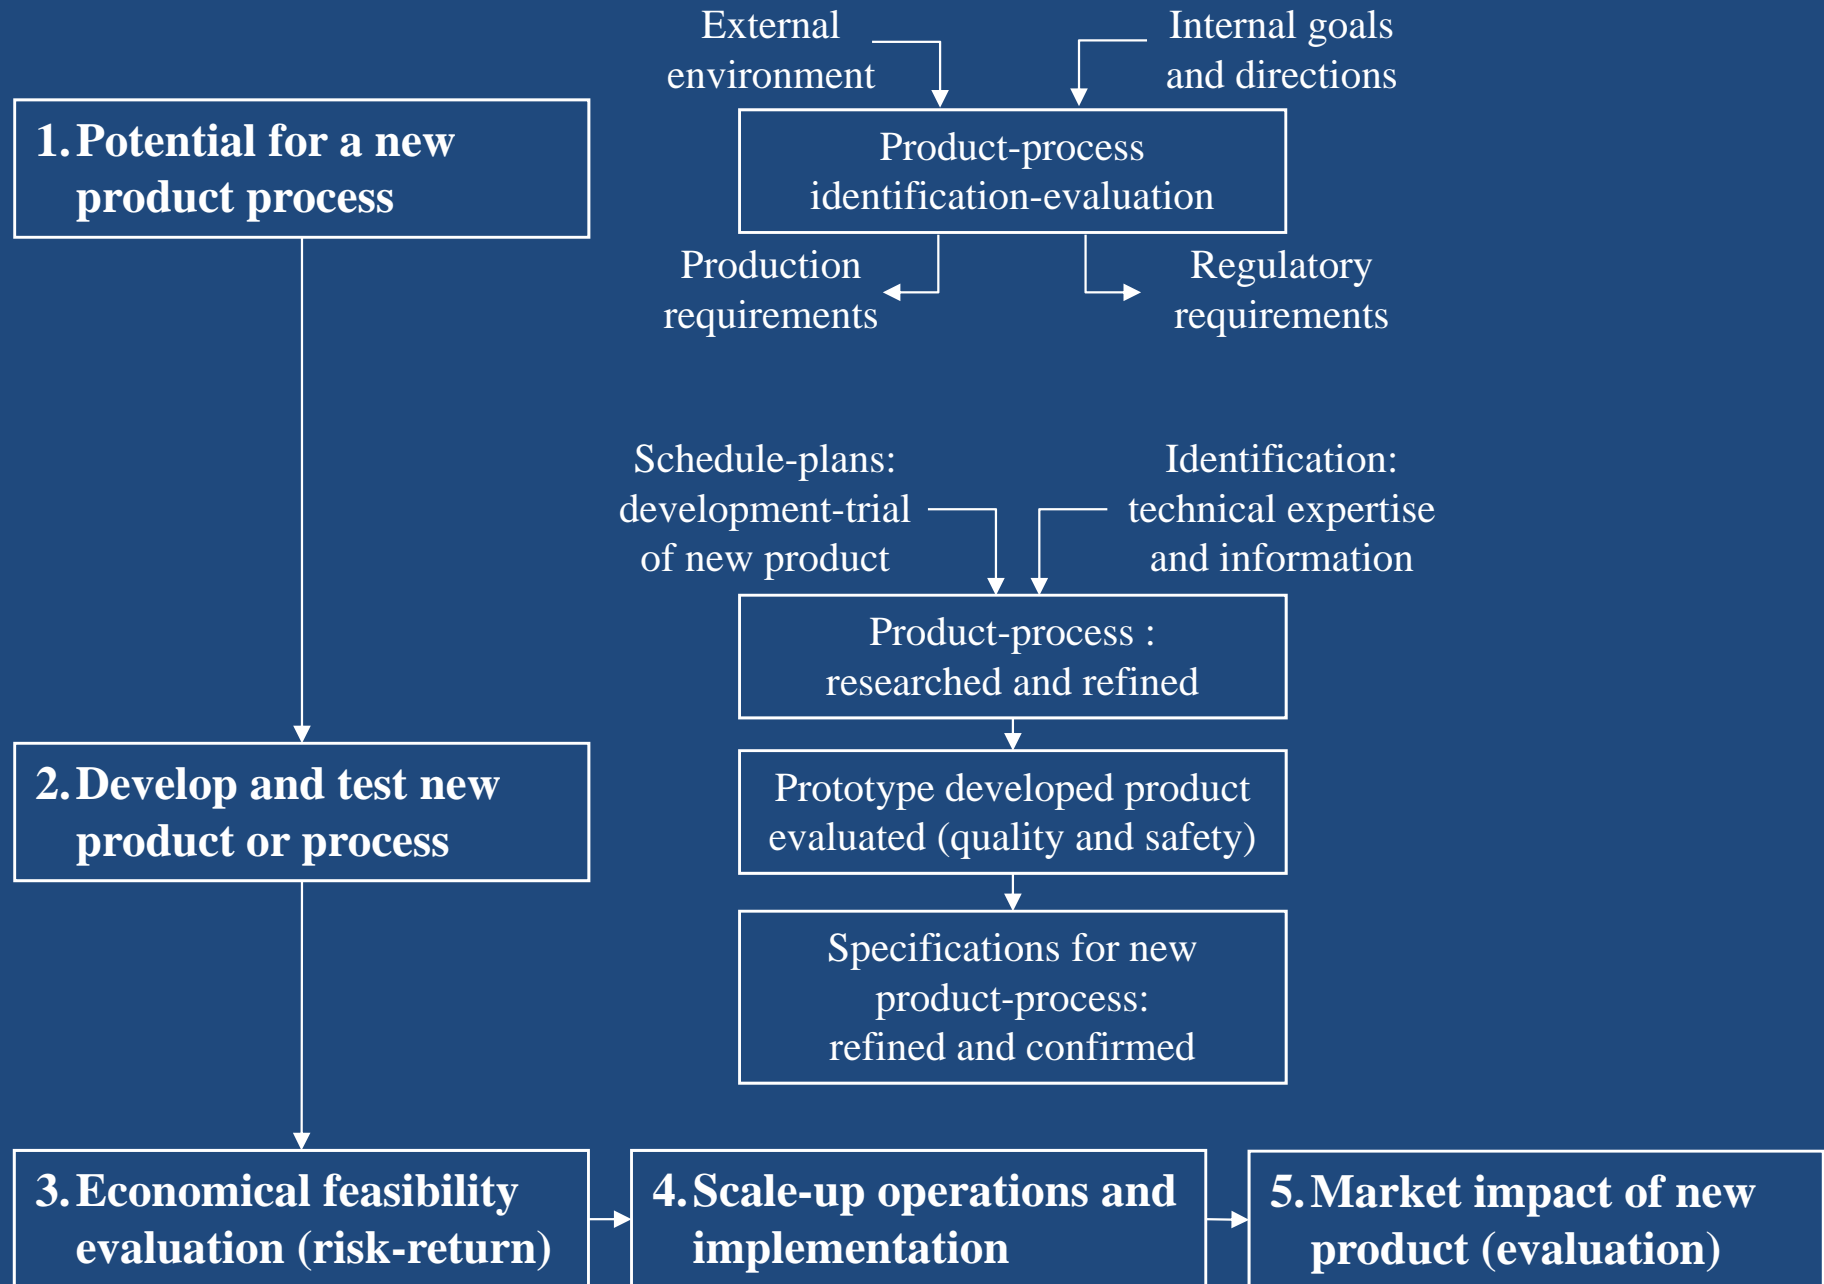 External
environment
Internal goals
and directions
1. Potential for a new
product process
Product-process
identification-evaluation
Production
requirements
Regulatory
requirements
Schedule-plans:
development-trial
of new product
Identification:
technical expertise
and information
Product-process :
researched and refined
2. Develop and test new
product or process
Prototype developed product
evaluated (quality and safety)
Specifications for new
product-process:
refined and confirmed
3. Economical feasibility
evaluation (risk-return)
4. Scale-up operations and
implementation
5. Market impact of new
product (evaluation)